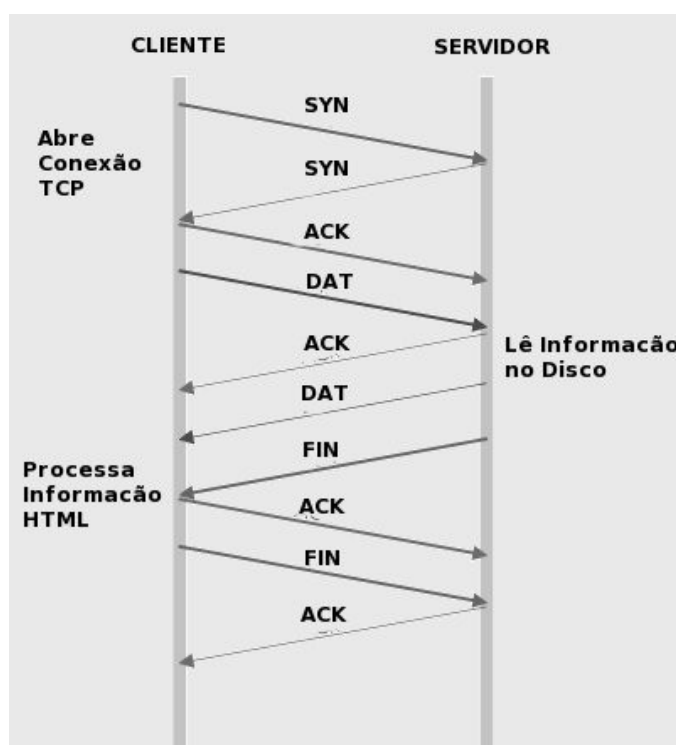 CLIENTE
SERVIDOR
SYN
Abre
Conexão
TCP
SYN
ACK
DAT
ACK
Lê Informacão
no Disco
DAT
FIN
Processa
Informacão
HTML
ACK
FIN
ACK